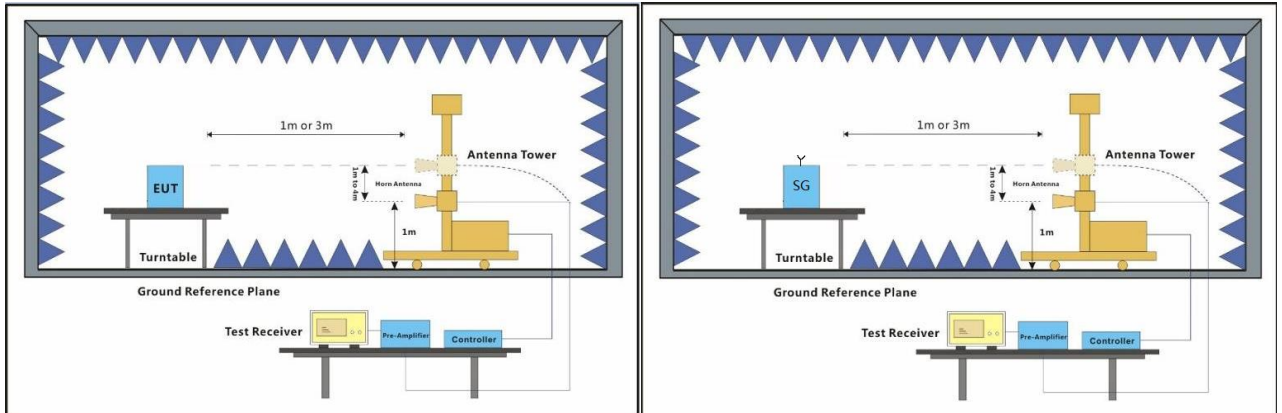 1m or 3m
Antenna Tower
EUT
1m to 4m
Horn Antenna
1m
Turntable
Ground Reference Plane
Test Receiver
Pre-Amplifier
Controller
1m or 3m
Antenna Tower
SG
1m to 4m
Horn Antenna
1m
Turntable
Ground Reference Plane
Test Receiver
Pre-Amplifier
Controller